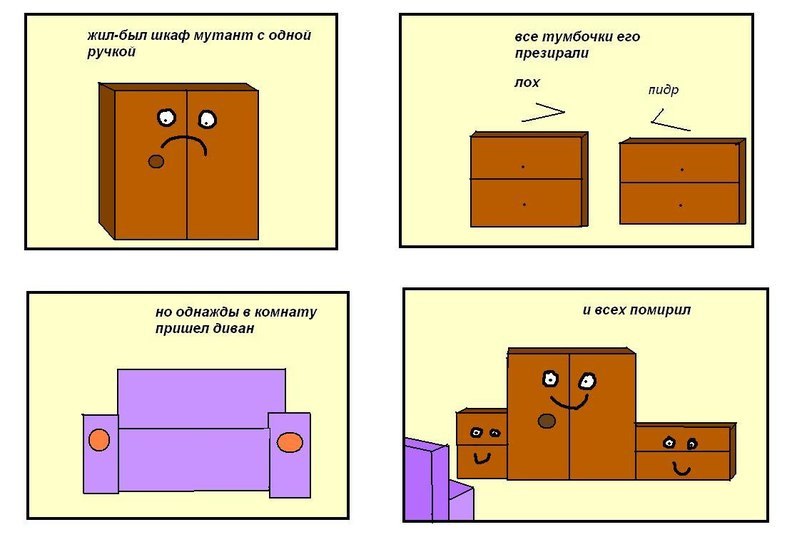 жил-был шкаф мутант с одной
ручкой
все тумбочки его
презирали
лох
пидр
но однажды в комнату
пришел диван
и всех помирил